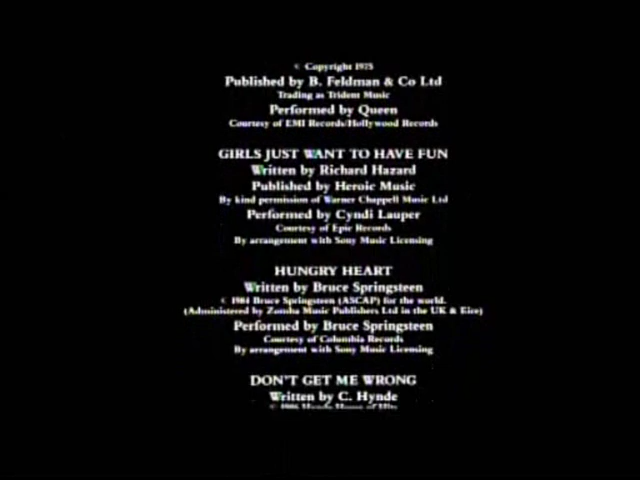 © Copyright 1975
Published by B. Feldman & Co Ltd
Trading as Trident Music
Performed by Queen
Courtesy of EMI Records/Hollywood Records
GIRLS JUST WANT TO HAVE FUN
Written by Richard Hazard
Published by Heroic Music
By kind permission of Warner Chappell Music Ltd
Performed by Cyndi Lauper
Courtesy of Epic Records
By arrangement with Sony Music Licensing
HUNGRY HEART
Written by Bruce Springsteen
© 1984 Bruce Springsteen (ASCAP) for the world.
(Administered by Zomba Music Publishers Ltd in the UK & Eire)
Performed by Bruce Springsteen
Courtesy of Columbia Records
By arrangement with Sony Music Licensing
DON'T GET ME WRONG
Written by C. Hynde
© 1986 of